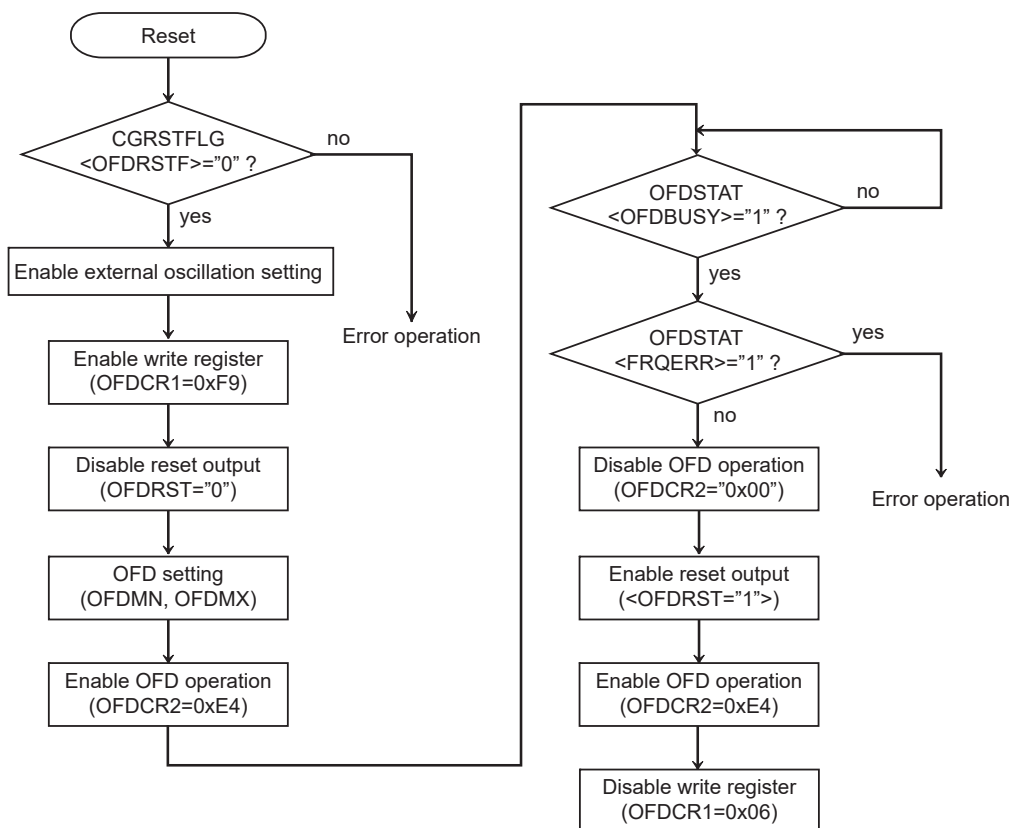 Reset
CGRSTFLG
<OFDRSTF>=”0” ?
no
yes
Enable external oscillation setting
Error operation
Enable write register
(OFDCR1=0xF9)
Disable reset output
(OFDRST=”0”)
OFD setting
(OFDMN, OFDMX)
Enable OFD operation
(OFDCR2=0xE4)
OFDSTAT
<OFDBUSY>=”1” ?
no
yes
OFDSTAT
<FRQERR>=”1” ?
yes
no
Error operation
Disable OFD operation
(OFDCR2=”0x00”)
Enable reset output
(<OFDRST=”1”>)
Enable OFD operation
(OFDCR2=0xE4)
Disable write register
(OFDCR1=0x06)